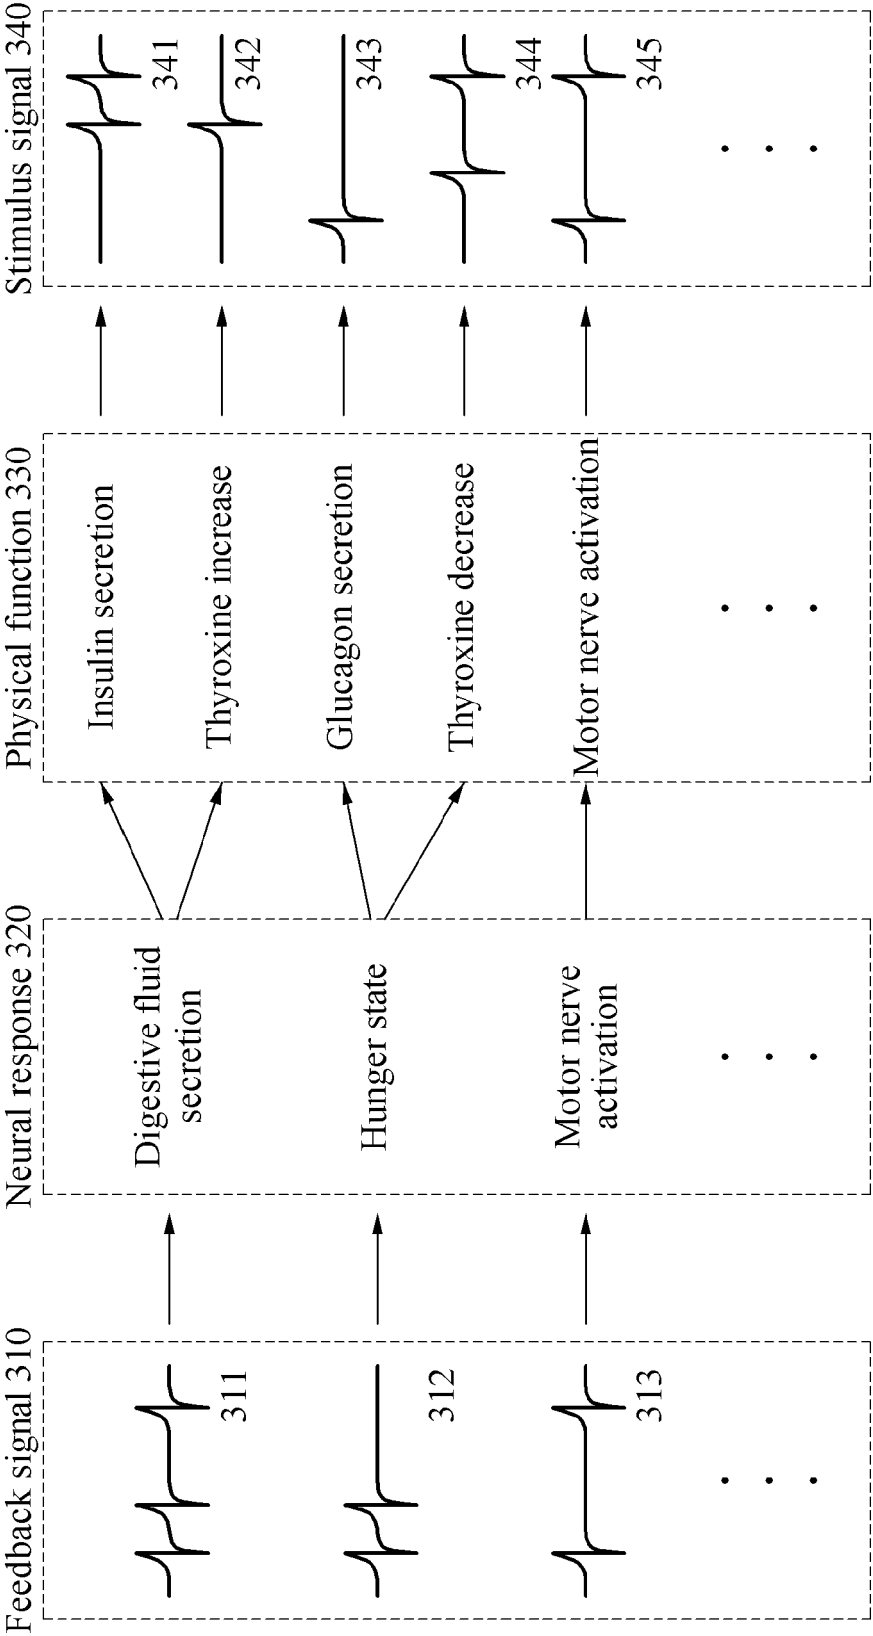 Feedback signal 310
311
312
313
Neural response 320
Digestive fluid
secretion
Hunger state
Motor nerve
activation
Physical function 330
Insulin secretion
Thyroxine increase
Glucagon secretion
Thyroxine decrease
Motor nerve activation
Stimulus signal 340
341
342
343
344
345